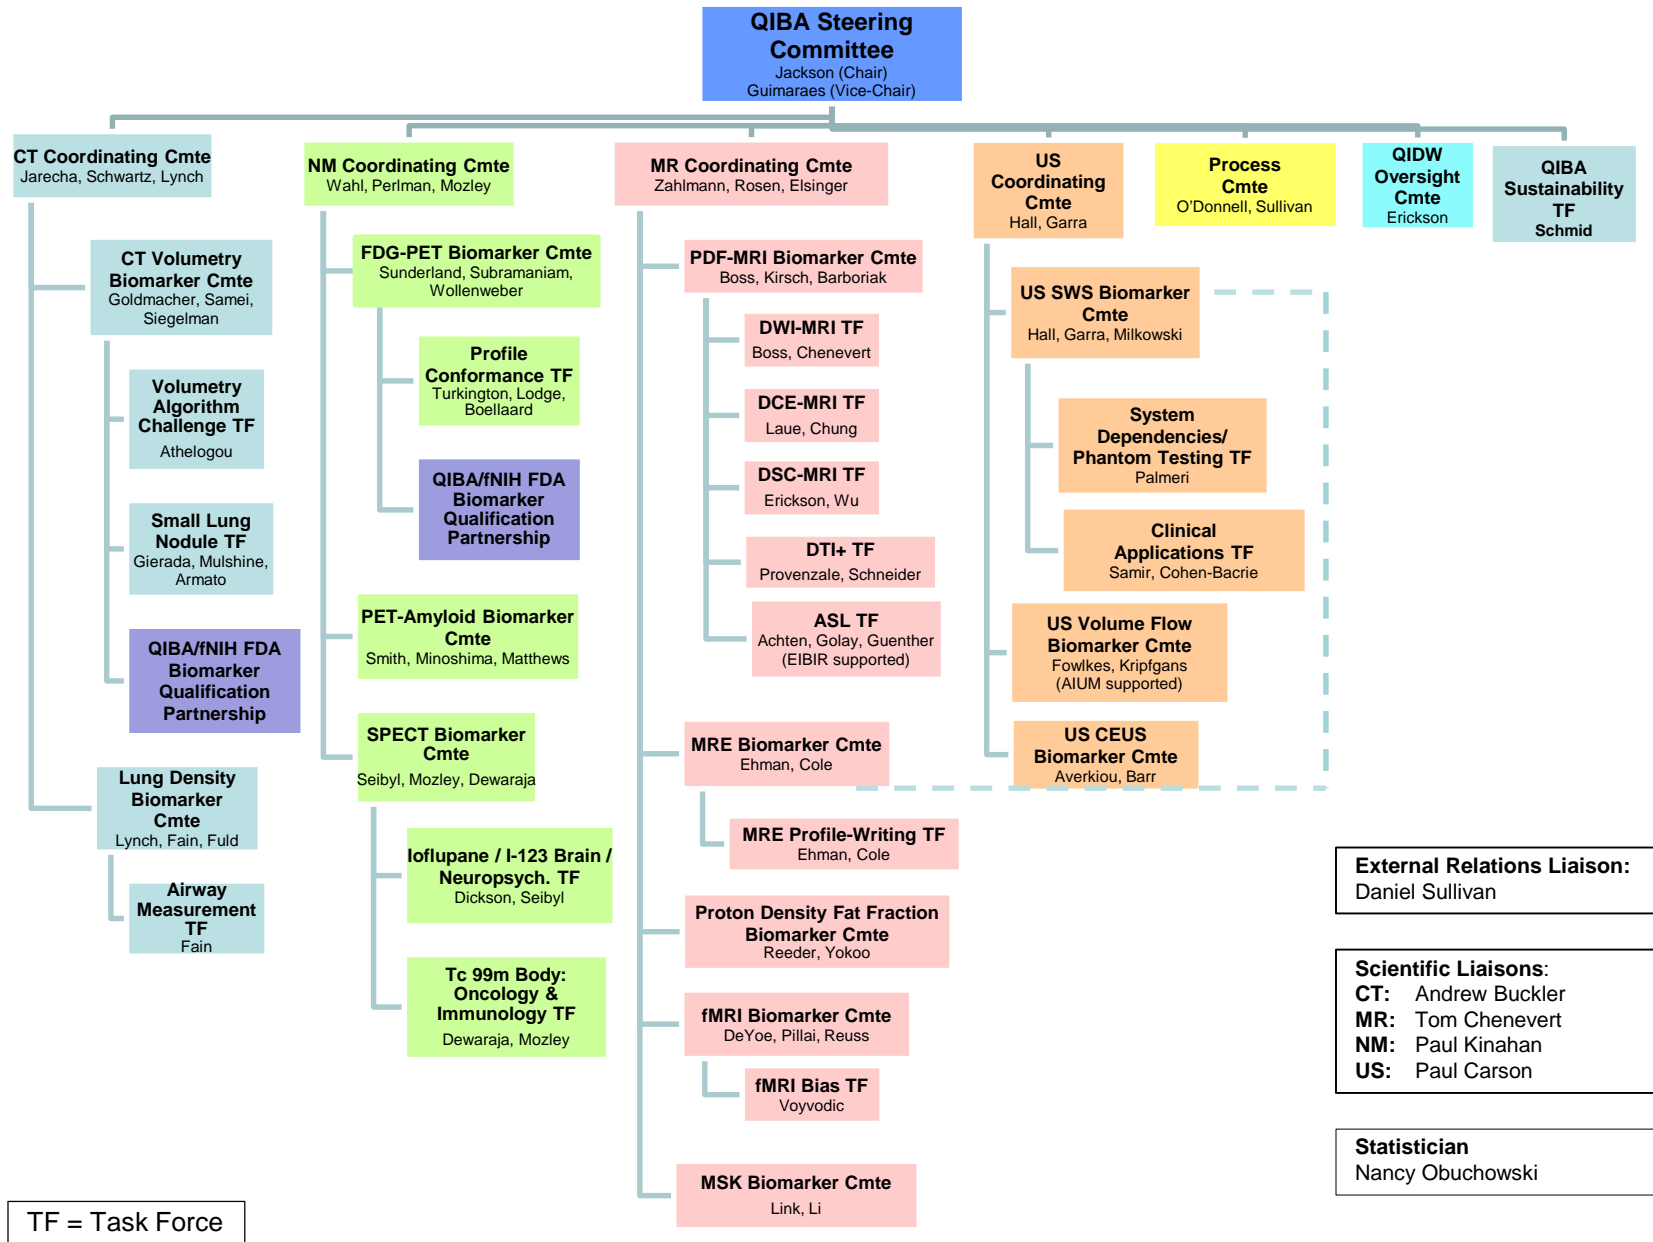 QIBA Steering
Committee
Jackson (Chair)
Guimaraes (Vice-Chair)
CT Coordinating Cmte
Jarecha, Schwartz, Lynch
CT Volumetry
Biomarker Cmte
Goldmacher, Samei,
Siegelman
Volumetry
Algorithm
Challenge TF
Athelogou
Small Lung
Nodule TF
Gierada, Mulshine,
Armato
QIBA/fNIH FDA
Biomarker
Qualification
Partnership
Lung Density
Biomarker
Cmte
Lynch, Fain, Fuld
Airway
Measurement
TF
Fain
NM Coordinating Cmte
Wahl, Perlman, Mozley
FDG-PET Biomarker Cmte
Sunderland, Subramaniam,
Wollenweber
Profile
Conformance TF
Turkington, Lodge,
Boellaard
QIBA/fNIH FDA
Biomarker
Qualification
Partnership
PET-Amyloid Biomarker
Cmte
Smith, Minoshima, Matthews
SPECT Biomarker
Cmte
Seibyl, Mozley, Dewaraja
Ioflupane / I-123 Brain /
Neuropsych. TF
Dickson, Seibyl
Tc 99m Body:
Oncology &
Immunology TF
Dewaraja, Mozley
MR Coordinating Cmte
Zahlmann, Rosen, Elsinger
PDF-MRI Biomarker Cmte
Boss, Kirsch, Barboriak
DWI-MRI TF
Boss, Chenevert
DCE-MRI TF
Laue, Chung
DSC-MRI TF
Erickson, Wu
DTI+ TF
Provenzale, Schneider
ASL TF
Achten, Golay, Guenther
(EIBIR supported)
MRE Biomarker Cmte
Ehman, Cole
MRE Profile-Writing TF
Ehman, Cole
Proton Density Fat Fraction
Biomarker Cmte
Reeder, Yokoo
fMRI Biomarker Cmte
DeYoe, Pillai, Reuss
fMRI Bias TF
Voyvodic
MSK Biomarker Cmte
Link, Li
US
Coordinating
Cmte
Hall, Garra
US SWS Biomarker
Cmte
Hall, Garra, Milkowski
System
Dependencies/
Phantom Testing TF
Palmeri
Clinical
Applications TF
Samir, Cohen-Bacrie
US Volume Flow
Biomarker Cmte
Fowlkes, Kripfgans
(AIUM supported)
US CEUS
Biomarker Cmte
Averkiou, Barr
Process
Cmte
O’Donnell, Sullivan
QIDW
Oversight
Cmte
Erickson
QIBA
Sustainability
TF
Schmid
External Relations Liaison:
Daniel Sullivan
Scientific Liaisons:
CT: Andrew Buckler
MR: Tom Chenevert
NM: Paul Kinahan
US: Paul Carson
Statistician
Nancy Obuchowski
TF = Task Force